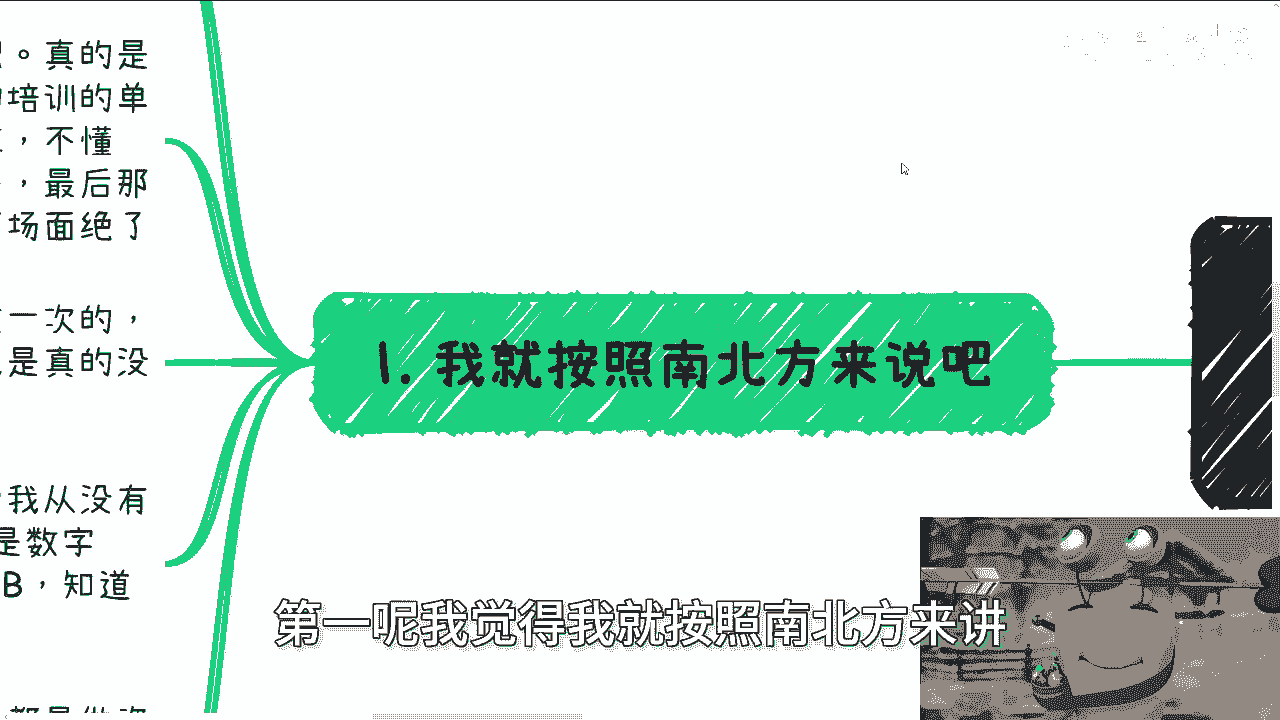 。真的是
培训的单
，不懂
，最后那
场面绝了
一次的，
是真的没
我从没有
是数字
B，知道
1. 我就按照南北方来说吧
第一呢我觉得我就按照南北方来讲